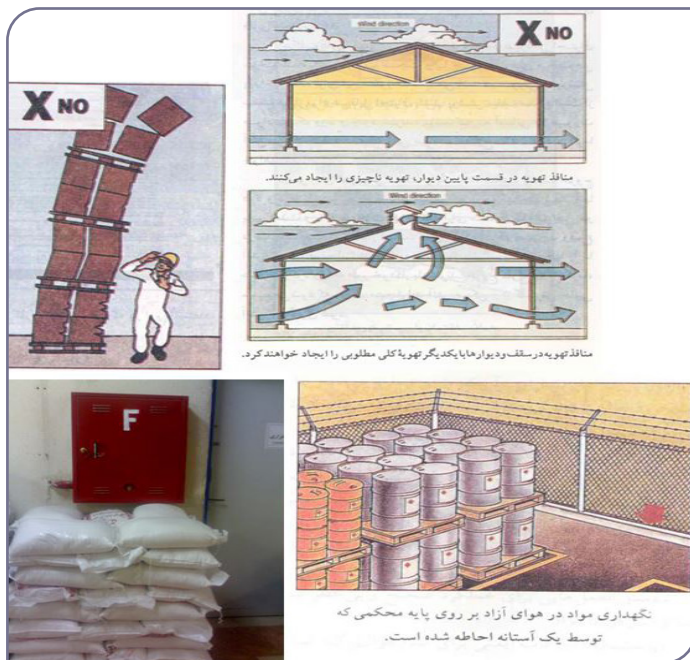 X NO
Wind direction
X NO
منافذ تهویه در قسمت پایین دیوار، تهویه ناچیزی را ایجاد می‌کنند.
Wind direction
منافذ تهویه در سقف و دیوارها با یکدیگر تهویهٔ کلی مطلوبی را ایجاد خواهند کرد.
F
نگهداری مواد در هوای آزاد بر روی پایه محکمی که
توسط یک آستانه احاطه شده است.